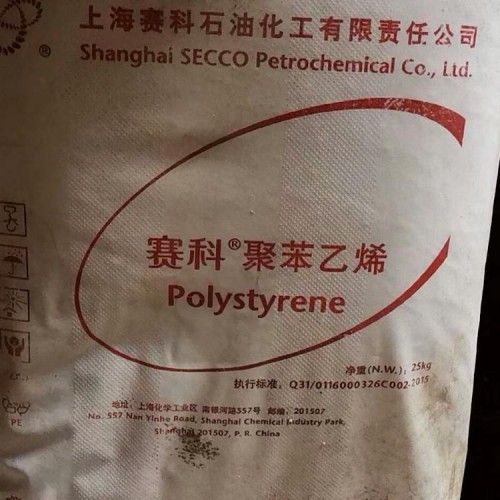 上海赛科石油化工有限责任公司
® Shanghai SECCO Petrochemical Co., Ltd.
赛科®聚苯乙烯
Polystyrene
净重(N.W.): 25kg
执行标准: Q31/0116000326C002-2015
地址: 上海化学工业区 南银河路557号 邮编: 201507
No. 557 Nan Yinhe Road, Shanghai Chemical Industry Park,
Shanghai 201507, P. R. China
PE